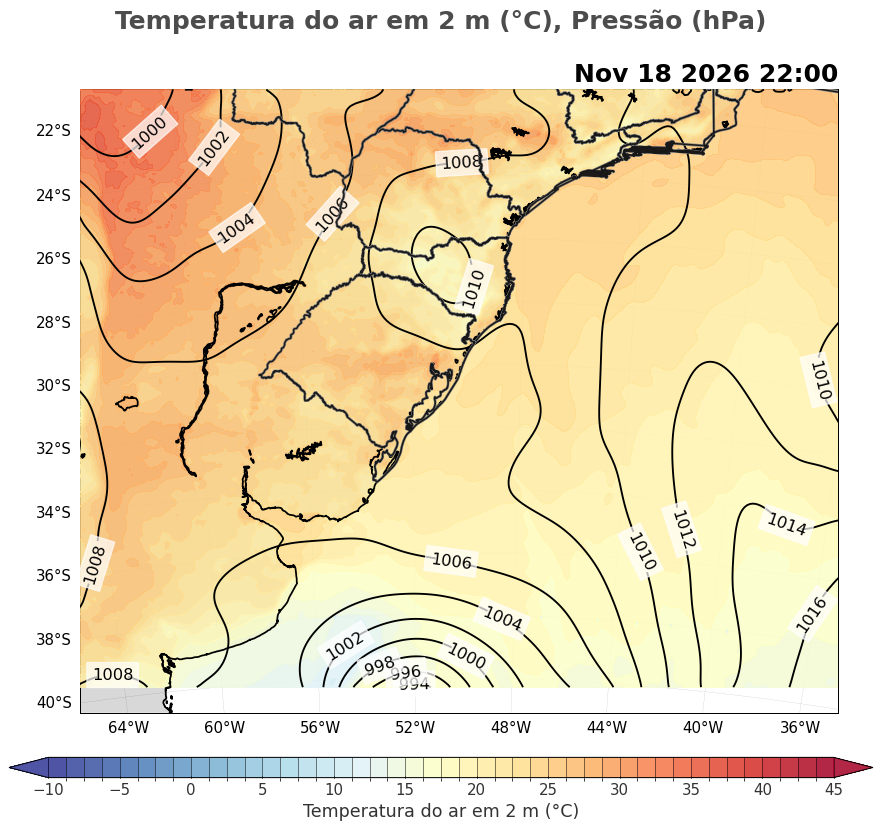 Temperatura do ar em 2 m (°C), Pressão (hPa)
Nov 18 2026 22:00
22°S
24°S
26°S
28°S
30°S
32°S
34°S
36°S
38°S
40°S
1000
1002
1004
1006
1008
1010
1010
1008
1006
1010
1012
1014
1016
1004
1002
1000
998
996
994
1008
64°W 60°W 56°W 52°W 48°W 44°W 40°W 36°W
−10 −5 0 5 10 15 20 25 30 35 40 45
Temperatura do ar em 2 m (°C)